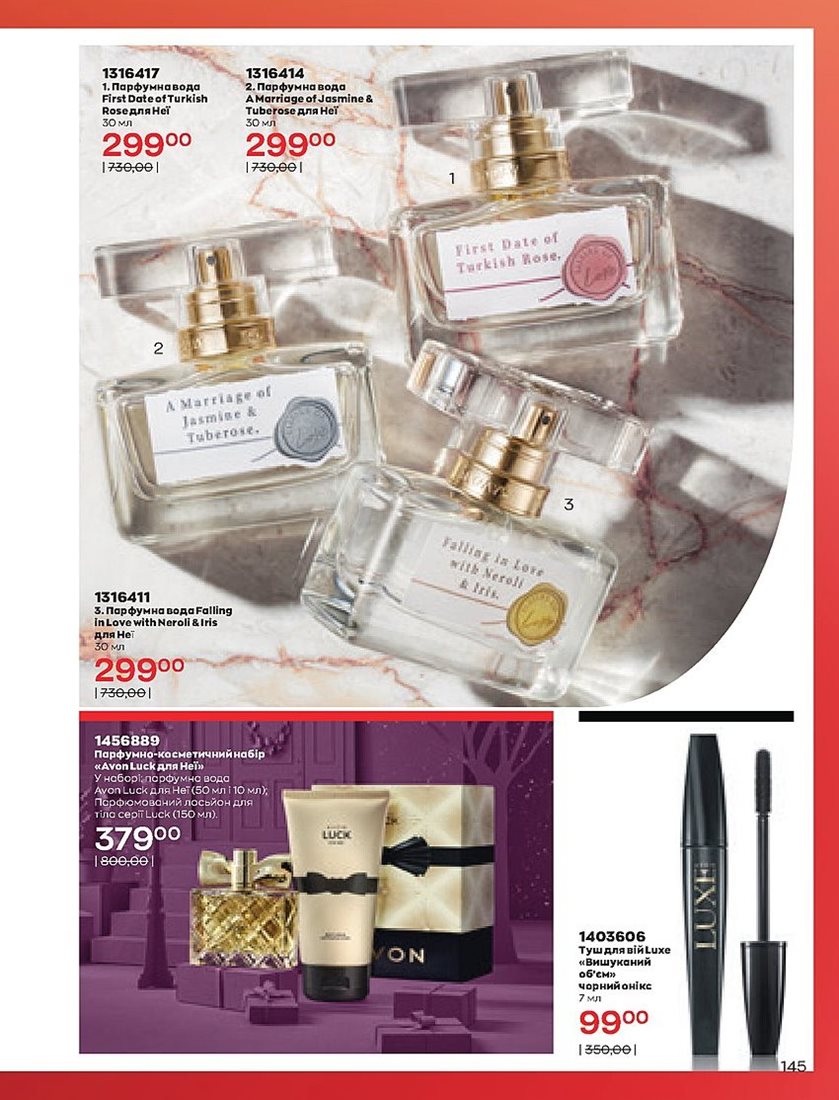 1316417
1. Парфумна вода
First Date of Turkish
Rose для Неї
30 мл
299⁰⁰
|730,00|
1316414
2. Парфумна вода
A Marriage of Jasmine &
Tuberose для Неї
30 мл
299⁰⁰
|730,00|
1
First Date of
Turkish Rose.
2
A Marriage of
Jasmine &
Tuberose.
3
Falling in Love
with Neroli
& Iris.
1316411
3. Парфумна вода Falling
in Love with Neroli & Iris
для Неї
30 мл
299⁰⁰
|730,00|
1456889
Парфумно-косметичний набір
«Avon Luck для Неї»
У наборі: парфумна вода
Avon Luck для Неї (50 мл і 10 мл);
Парфюмований лосьйон для
тіла серії Luck (150 мл).
379⁰⁰
|800,00|
LUCK
AVON
LUXE
1403606
Туш для вій Luxe
«Вишуканий
об'єм»
чорний онікс
7 мл
99⁰⁰
|350,00|
145